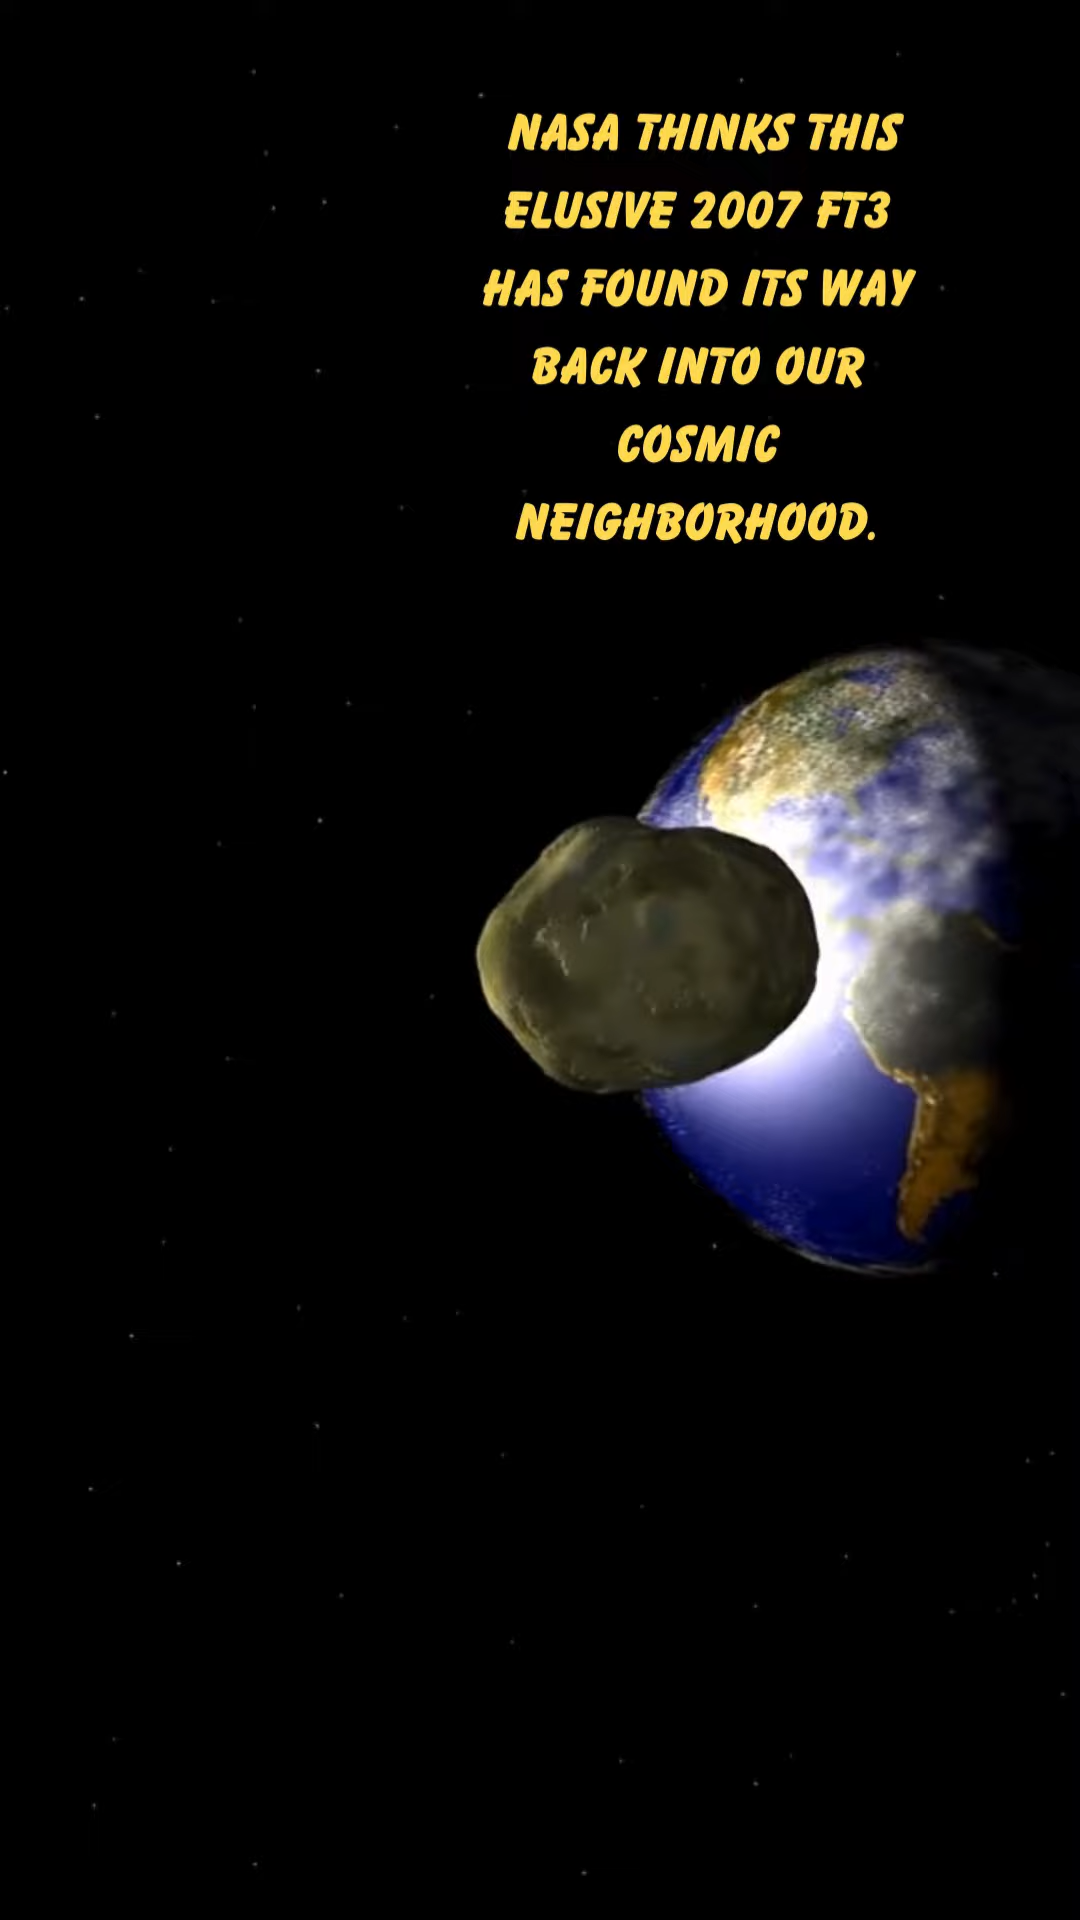 NASA THINKS THIS
ELUSIVE 2007 FT3
HAS FOUND ITS WAY
BACK INTO OUR
COSMIC
NEIGHBORHOOD.